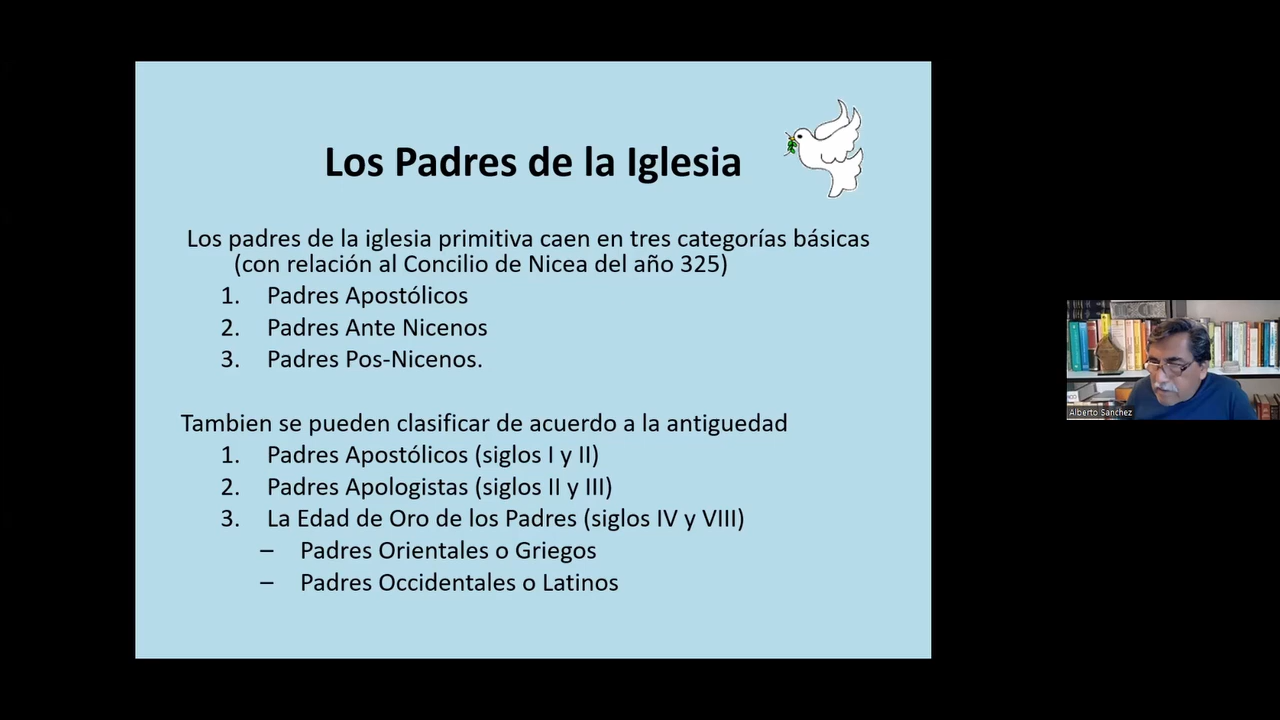 Los Padres de la Iglesia
Los padres de la iglesia primitiva caen en tres categorías básicas
(con relación al Concilio de Nicea del año 325)
1. Padres Apostólicos
2. Padres Ante Nicenos
3. Padres Pos-Nicenos.
Tambien se pueden clasificar de acuerdo a la antiguedad
1. Padres Apostólicos (siglos I y II)
2. Padres Apologistas (siglos II y III)
3. La Edad de Oro de los Padres (siglos IV y VIII)
– Padres Orientales o Griegos
– Padres Occidentales o Latinos
Alberto Sanchez